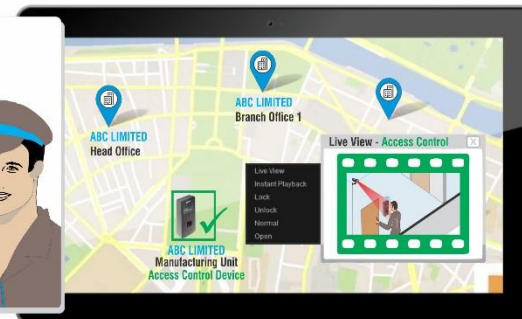 ABC LIMITED
Head Office
ABC LIMITED
Branch Office 1
Live View - Access Control
X
Live View
Instant Playback
Lock
Unlock
Normal
Open
ABC LIMITED
Manufacturing Unit
Access Control Device